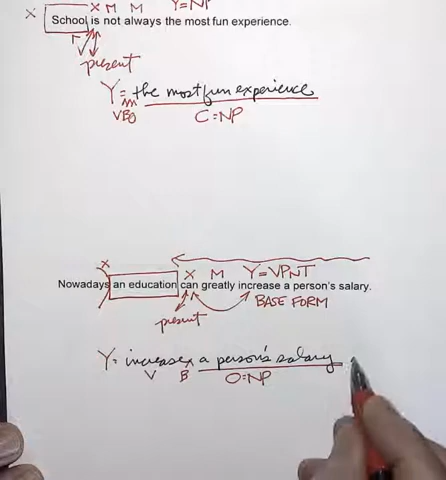 X M M Y=NP
X School is not always the most fun experience.
present
Y= the most fun experience
VB0 C=NP
X X M Y=VPNT
Nowadays an education can greatly increase a person's salary.
present BASE FORM
Y= increase x a person's salary
V B O=NP